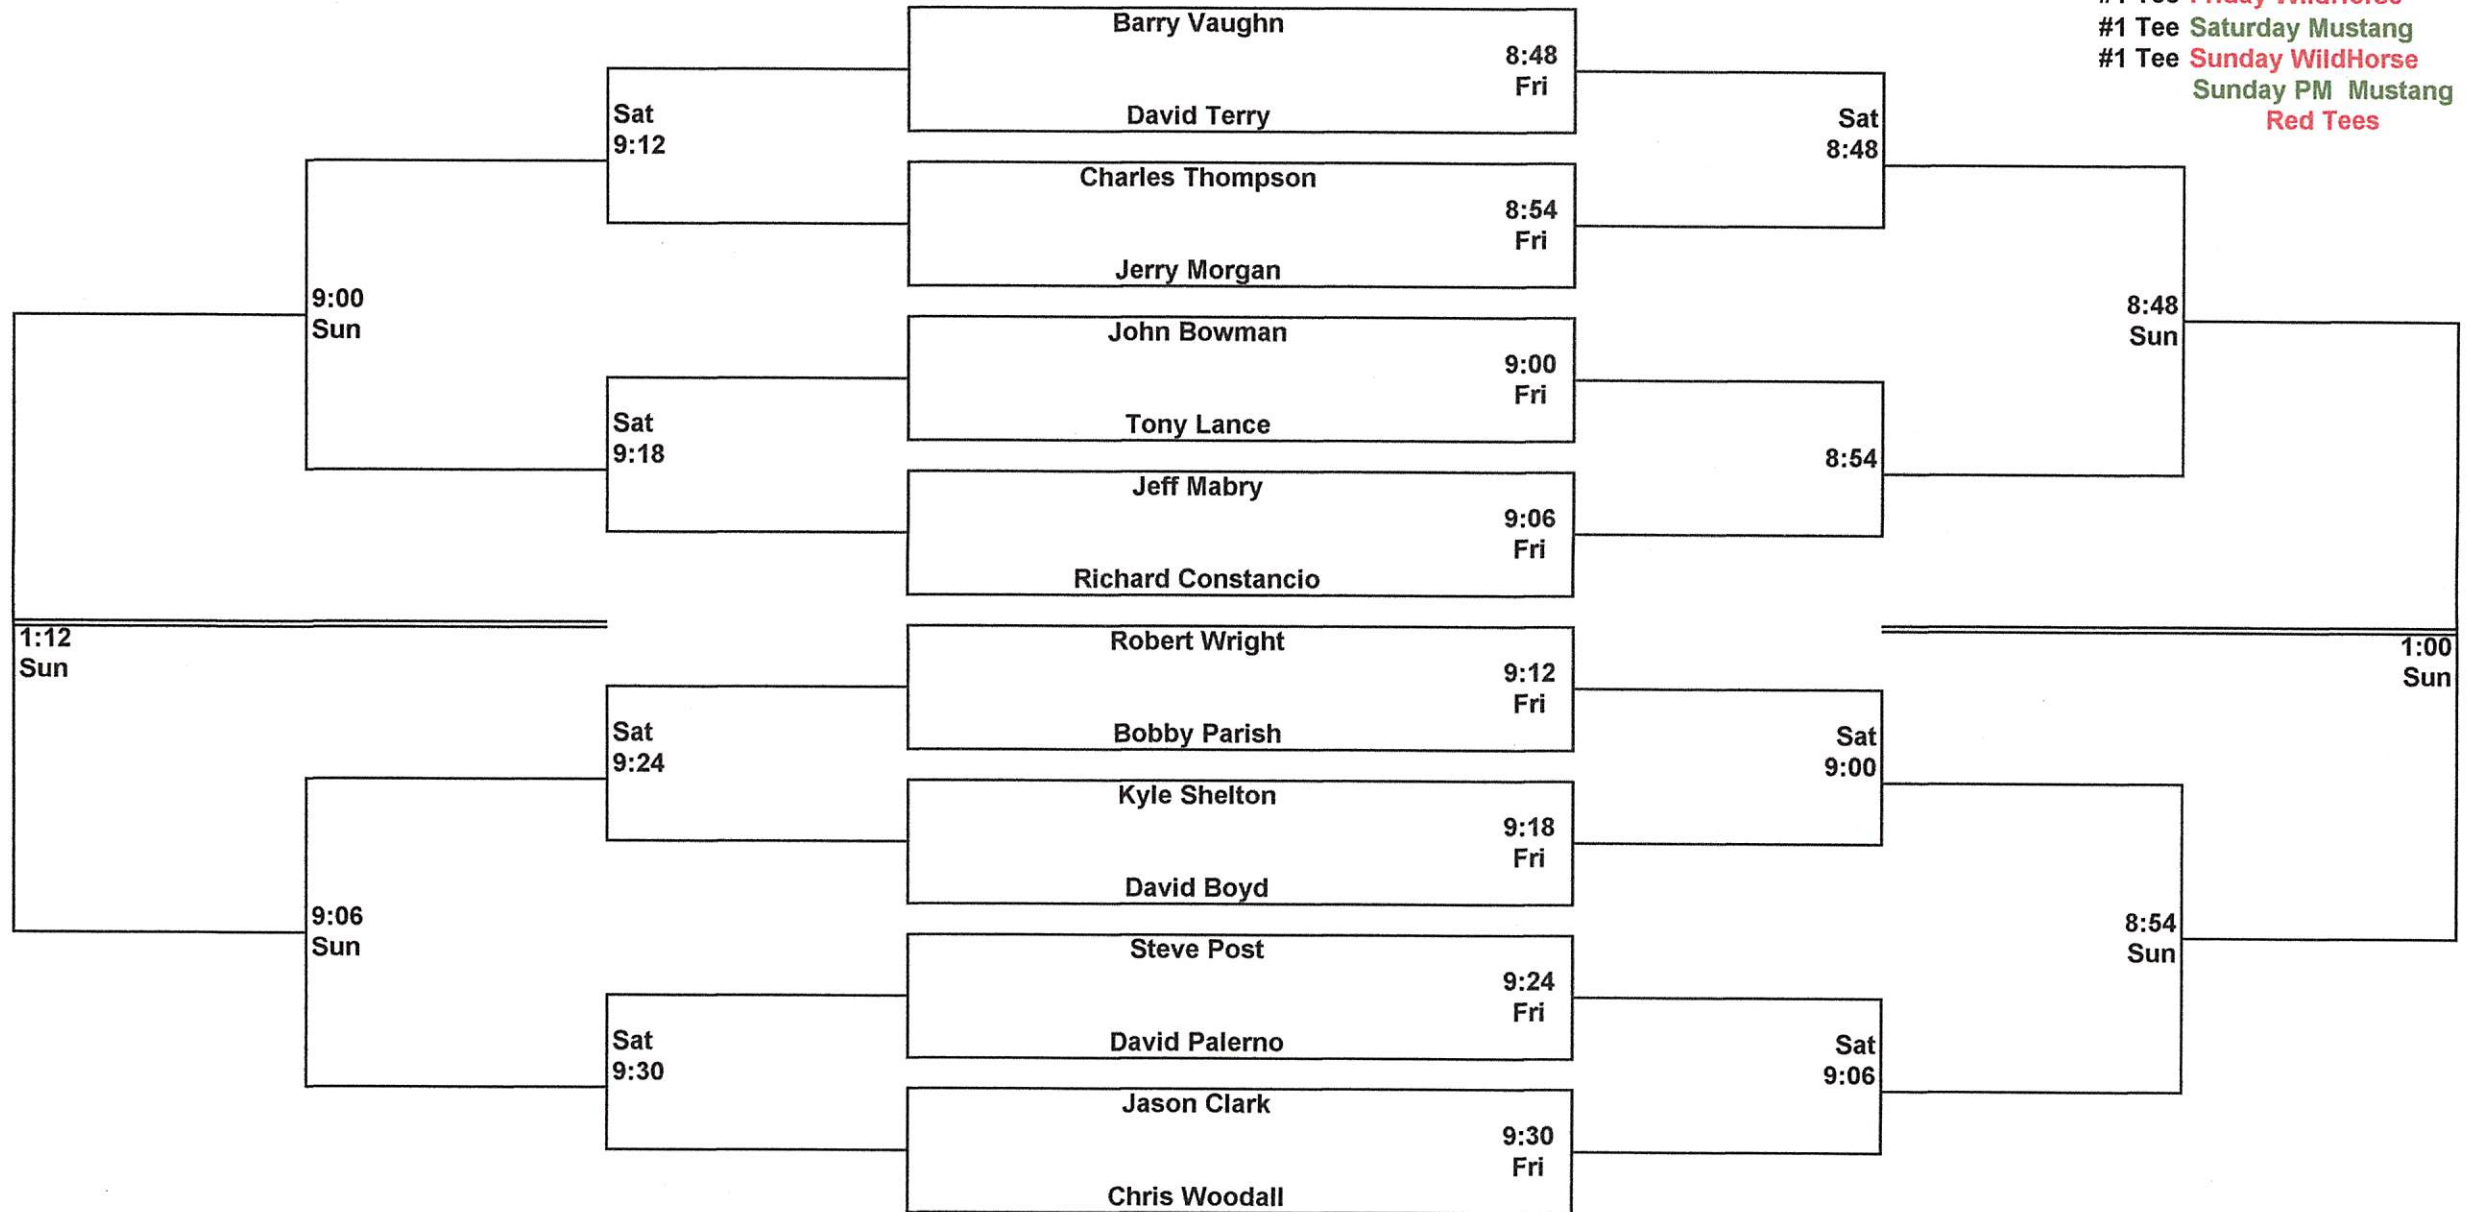 #1 Tee Friday WildHorse
#1 Tee Saturday Mustang
#1 Tee Sunday WildHorse
Sunday PM Mustang
Red Tees
Barry Vaughn
8:48
Fri
David Terry
Sat
9:12
Sat
8:48
Charles Thompson
8:54
Fri
Jerry Morgan
9:00
Sun
8:48
Sun
John Bowman
9:00
Fri
Tony Lance
Sat
9:18
8:54
Jeff Mabry
9:06
Fri
Richard Constancio
1:12
Sun
1:00
Sun
Robert Wright
9:12
Fri
Bobby Parish
Sat
9:24
Sat
9:00
Kyle Shelton
9:18
Fri
David Boyd
9:06
Sun
8:54
Sun
Steve Post
9:24
Fri
David Palerno
Sat
9:30
Sat
9:06
Jason Clark
9:30
Fri
Chris Woodall